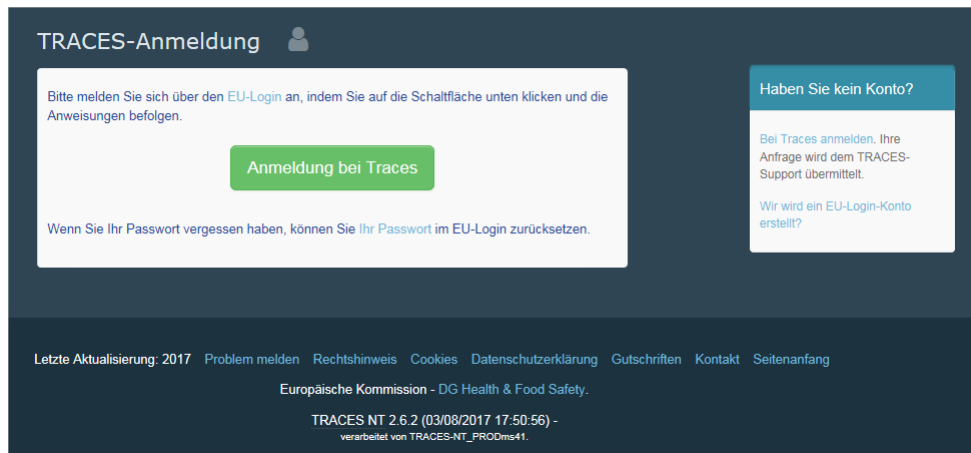 TRACES-Anmeldung
Bitte melden Sie sich über den EU-Login an, indem Sie auf die Schaltfläche unten klicken und die
Anweisungen befolgen.
Anmeldung bei Traces
Wenn Sie Ihr Passwort vergessen haben, können Sie Ihr Passwort im EU-Login zurücksetzen.
Haben Sie kein Konto?
Bei Traces anmelden. Ihre
Anfrage wird dem TRACES-
Support übermittelt.
Wir wird ein EU-Login-Konto
erstellt?
Letzte Aktualisierung: 2017 Problem melden Rechtshinweis Cookies Datenschutzerklärung Gutschriften Kontakt Seitenanfang
Europäische Kommission - DG Health & Food Safety.
TRACES NT 2.6.2 (03/08/2017 17:50:56) -
verarbeitet von TRACES-NT_PRODms41.